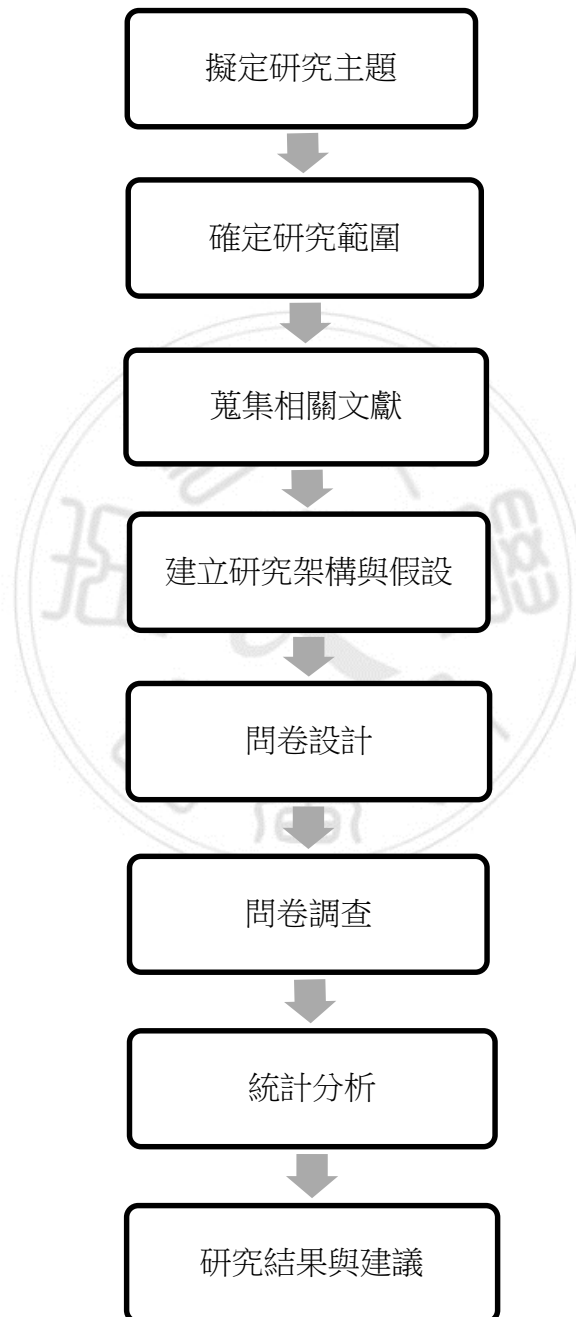 擬定研究主題
確定研究範圍
蒐集相關文獻
建立研究架構與假設
問卷設計
問卷調查
統計分析
研究結果與建議